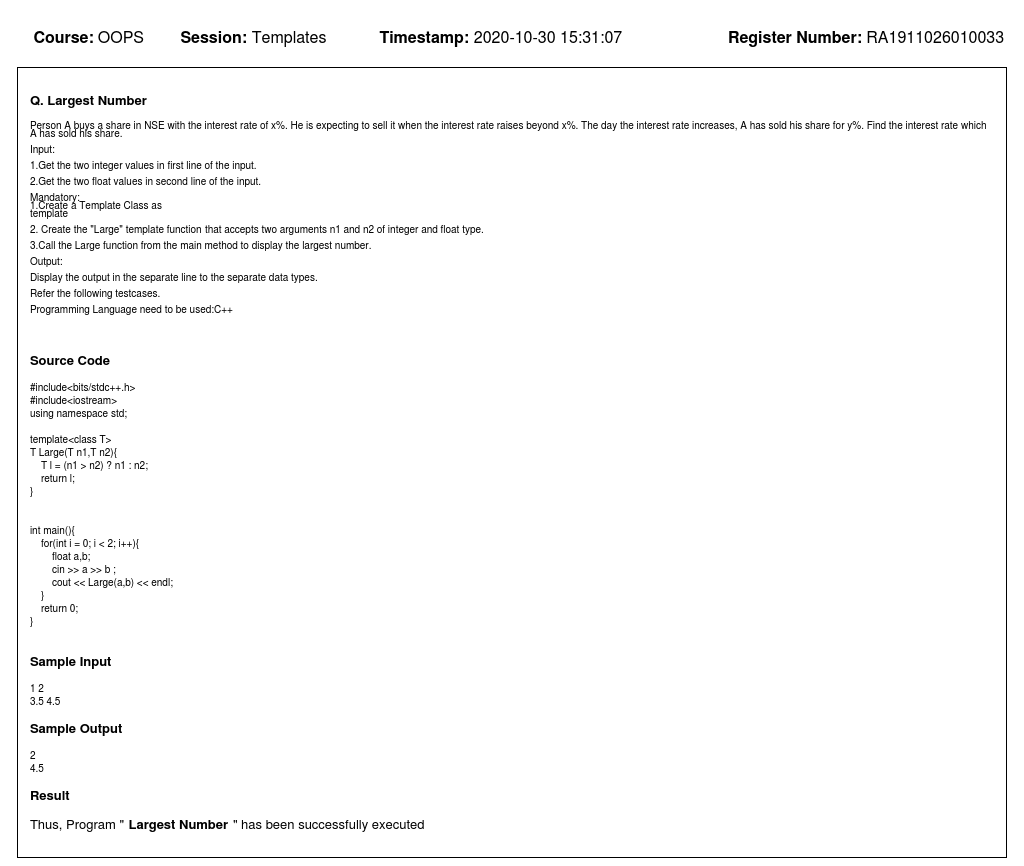 Course: OOPS Session: Templates Timestamp: 2020-10-30 15:31:07 Register Number: RA1911026010033
Q. Largest Number
Person A buys a share in NSE with the interest rate of x%. He is expecting to sell it when the interest rate raises beyond x%. The day the interest rate increases, A has sold his share for y%. Find the interest rate which
A has sold his share.
Input:
1.Get the two integer values in first line of the input.
2.Get the two float values in second line of the input.
Mandatory:
1.Create a Template Class as
template
2. Create the "Large" template function that accepts two arguments n1 and n2 of integer and float type.
3.Call the Large function from the main method to display the largest number.
Output:
Display the output in the separate line to the separate data types.
Refer the following testcases.
Programming Language need to be used:C++
Source Code
#include<bits/stdc++.h>
#include<iostream>
using namespace std;
template<class T>
T Large(T n1,T n2){
T l = (n1 > n2) ? n1 : n2;
return l;
}
int main(){
for(int i = 0; i < 2; i++){
float a,b;
cin >> a >> b ;
cout << Large(a,b) << endl;
}
return 0;
}
Sample Input
1 2
3.5 4.5
Sample Output
2
4.5
Result
Thus, Program " Largest Number " has been successfully executed